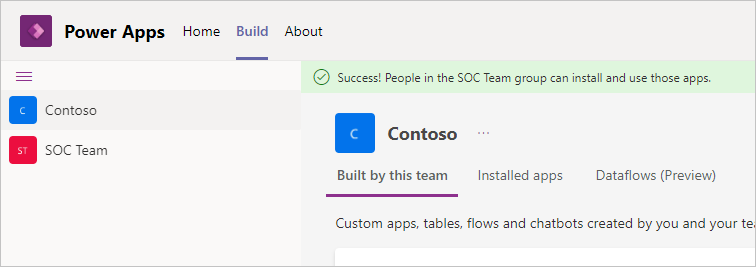 Power Apps Home Build About
Success! People in the SOC Team group can install and use those apps.
C Contoso
ST SOC Team
C Contoso ...
Built by this team Installed apps Dataflows (Preview)
Custom apps, tables, flows and chatbots created by you and your